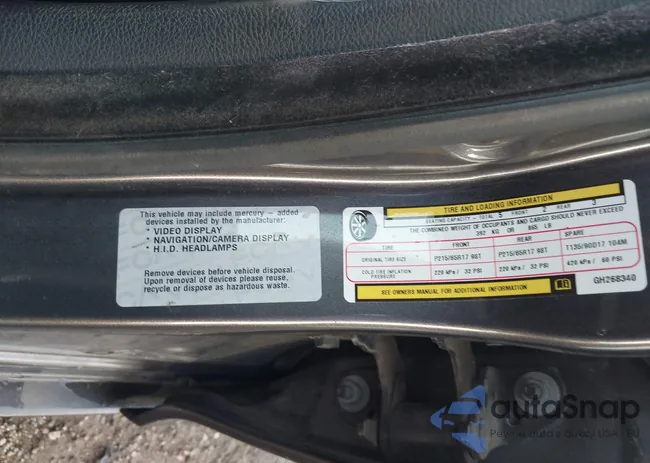 This vehicle may include mercury - added
devices installed by the manufacturer:
* VIDEO DISPLAY
* NAVIGATION/CAMERA DISPLAY
* H.I.D. HEADLAMPS
Remove devices before vehicle disposal.
Upon removal of devices please reuse,
recycle or dispose as hazardous waste.
TIRE AND LOADING INFORMATION
SEATING CAPACITY - TOTAL 5 FRONT 2 REAR 3
THE COMBINED WEIGHT OF OCCUPANTS AND CARGO SHOULD NEVER EXCEED
392 KG OR 865 LB
TIRE FRONT REAR SPARE
ORIGINAL TIRE SIZE P215/65R17 98T P215/65R17 98T T135/90D17 104M
COLD TIRE INFLATION PRESSURE 220 kPa / 32 PSI 220 kPa / 32 PSI 420 kPa / 60 PSI
SEE OWNERS MANUAL FOR ADDITIONAL INFORMATION
GH268340
autoSnap